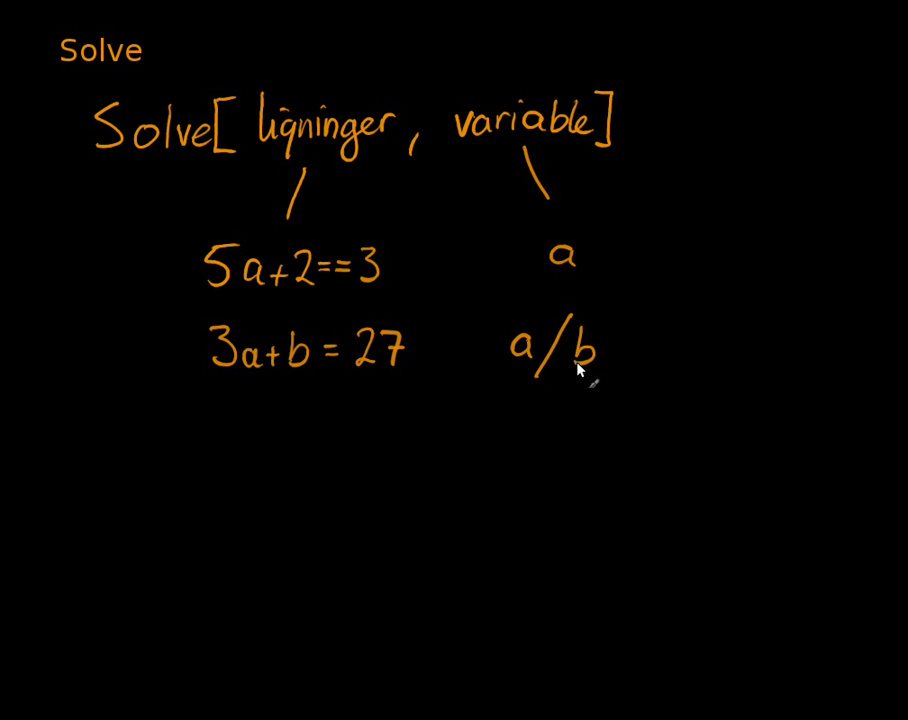 Solve
Solve[ ligninger, variable]
5a+2==3 a
3a+b = 27 a/b